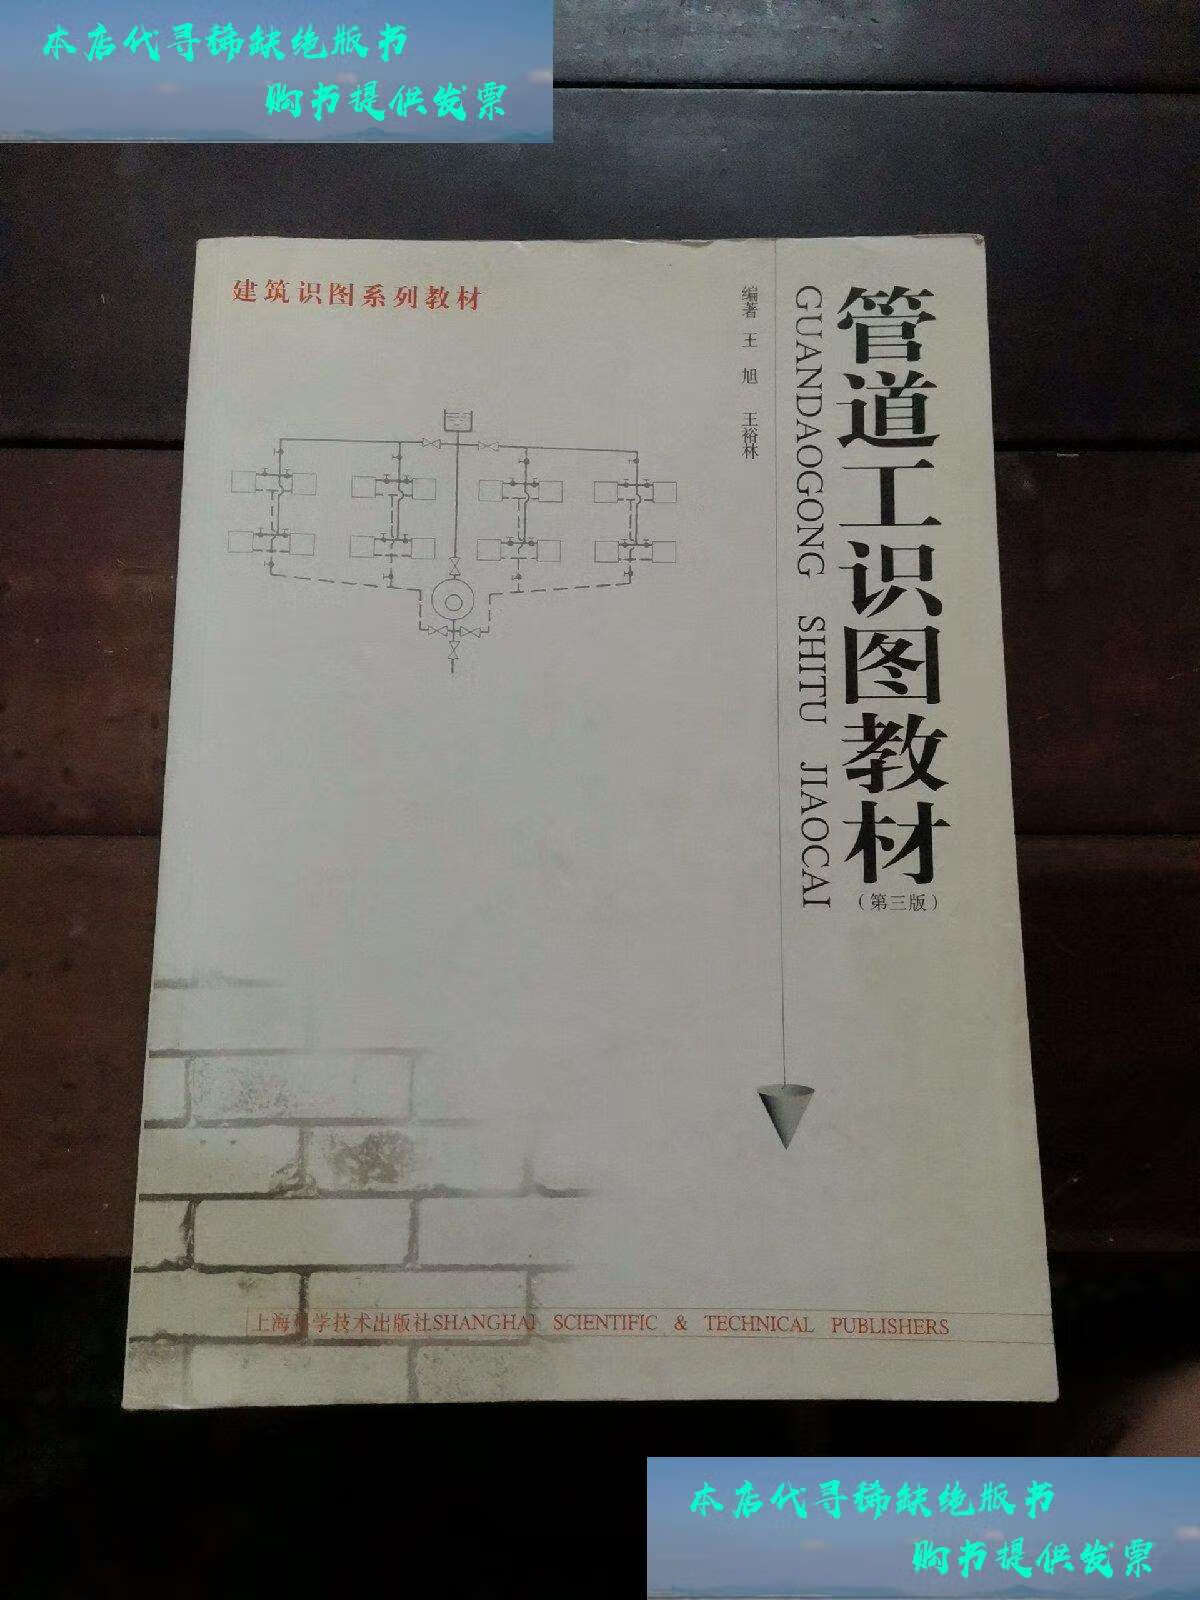 本店代寻稀缺绝版书
购书提供发票
建筑识图系列教材
管道工识图教材
(第三版)
GUANDAOGONG SHITU JIAOCAI
编著 王 旭 王裕林
上海科学技术出版社SHANGHAI SCIENTIFIC & TECHNICAL PUBLISHERS
本店代寻稀缺绝版书
购书提供发票